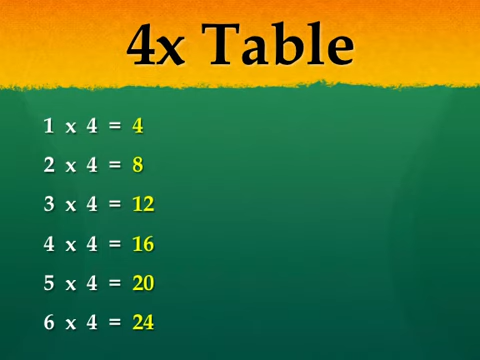 4x Table
1 x 4 = 4
2 x 4 = 8
3 x 4 = 12
4 x 4 = 16
5 x 4 = 20
6 x 4 = 24